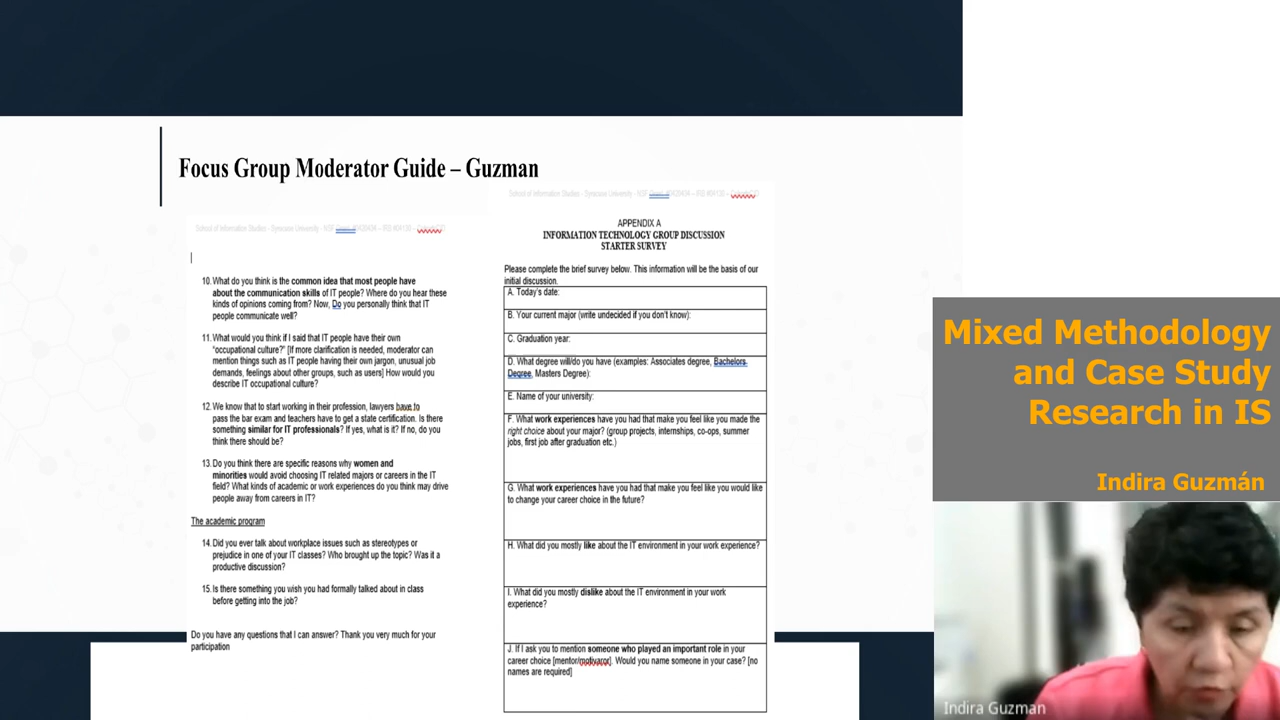 Focus Group Moderator Guide – Guzman
School of Information Studies - Syracuse University - NSF
School of Information Studies - Syracuse University - NSF
10. What do you think is the common idea that most people have
about the communication skills of IT people? Where do you hear these
kinds of opinions coming from? Now, Do you personally think that IT
people communicate well?
11. What would you think if I said that IT people have their own
“occupational culture?” [If more clarification is needed, moderator can
mention things such as IT people having their own jargon, unusual job
demands, feelings about other groups, such as users] How would you
describe IT occupational culture?
12. We know that to start working in their profession, lawyers have to
pass the bar exam and teachers have to get a state certification. Is there
something similar for IT professionals? If yes, what is it? If no, do you
think there should be?
13. Do you think there are specific reasons why women and
minorities would avoid choosing IT related majors or careers in the IT
field? What kinds of academic or work experiences do you think may drive
people away from careers in IT?
The academic program
14. Did you ever talk about workplace issues such as stereotypes or
prejudice in one of your IT classes? Who brought up the topic? Was it a
productive discussion?
15. Is there something you wish you had formally talked about in class
before getting into the job?
Do you have any questions that I can answer? Thank you very much for your
participation
APPENDIX A
INFORMATION TECHNOLOGY GROUP DISCUSSION
STARTER SURVEY
Please complete the brief survey below. This information will be the basis of our
initial discussion.
A. Today's date:
B. Your current major (write undecided if you don't know):
C. Graduation year:
D. What degree will/do you have (examples: Associates degree, Bachelors
Degree, Masters Degree):
E. Name of your university:
F. What work experiences have you had that make you feel like you made the
right choice about your major? (group projects, internships, co-ops, summer
jobs, first job after graduation etc.)
G. What work experiences have you had that make you feel like you would like
to change your career choice in the future?
H. What did you mostly like about the IT environment in your work experience?
I. What did you mostly dislike about the IT environment in your work
experience?
J. If I ask you to mention someone who played an important role in your
career choice [mentor/motivaror]. Would you name someone in your case? [no
names are required]
Mixed Methodology
and Case Study
Research in IS
Indira Guzmán
Indira Guzman